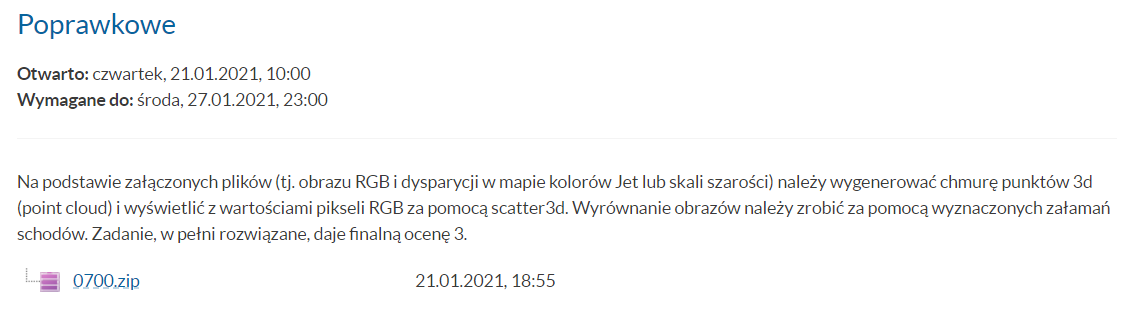 Poprawkowe
Otwarto: czwartek, 21.01.2021, 10:00
Wymagane do: środa, 27.01.2021, 23:00
Na podstawie załączonych plików (tj. obrazu RGB i dysparycji w mapie kolorów Jet lub skali szarości) należy wygenerować chmurę punktów 3d
(point cloud) i wyświetlić z wartościami pikseli RGB za pomocą scatter3d. Wyrównanie obrazów należy zrobić za pomocą wyznaczonych załamań
schodów. Zadanie, w pełni rozwiązane, daje finalną ocenę 3.
0700.zip 21.01.2021, 18:55